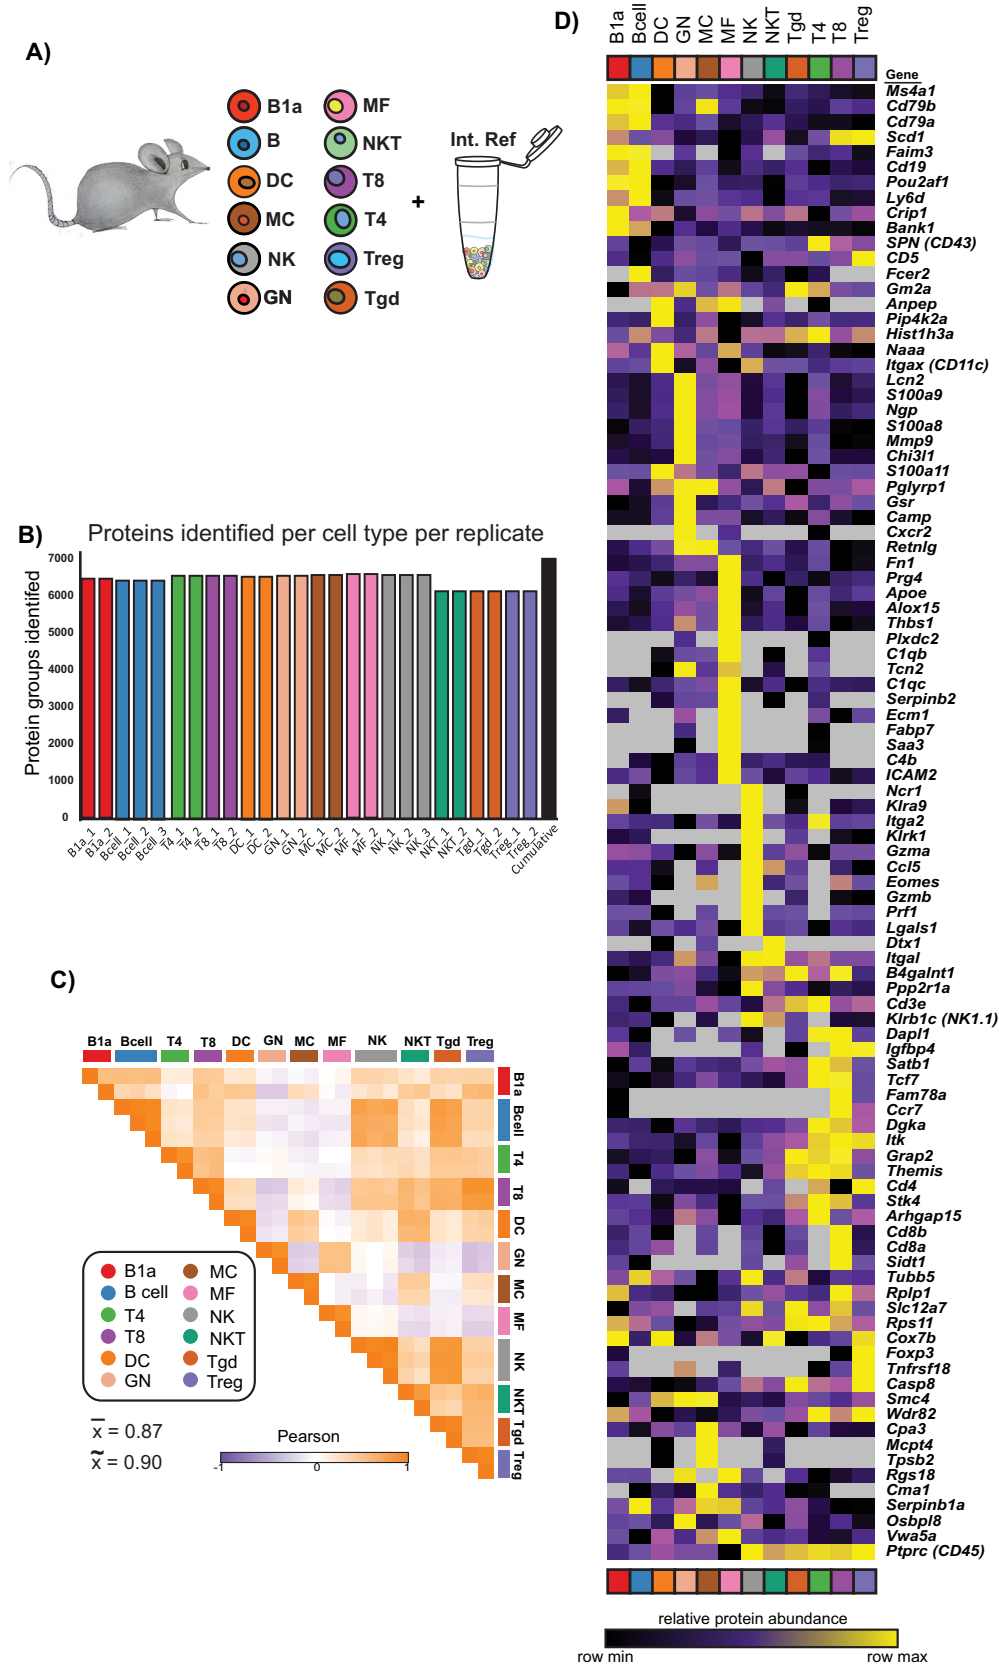 A)
B1a
MF
B
NKT
DC
T8
MC
T4
NK
Treg
GN
Tgd
+
Int. Ref
B)
Proteins identified per cell type per replicate
Protein groups identifed
7000
6000
5000
4000
3000
2000
1000
0
B1a_1
B1a_2
Bcell_1
Bcell_2
Bcell_3
T4_1
T4_2
T8_1
T8_2
DC_1
DC_2
GN_1
GN_2
MC_1
MC_2
MF_1
MF_2
NK_1
NK_2
NK_3
NKT_1
NKT_2
Tgd_1
Tgd_2
Treg_1
Treg_2
Cumulative
C)
B1a Bcell T4 T8 DC GN MC MF NK NKT Tgd Treg
B1a
Bcell
T4
T8
DC
GN
MC
MF
NK
NKT
Tgd
Treg
B1a
MC
B cell
MF
T4
NK
T8
NKT
DC
Tgd
GN
Treg
x̄ = 0.87
x̃ = 0.90
Pearson
-1 0 1
D)
B1a
Bcell
DC
GN
MC
MF
NK
NKT
Tgd
T4
T8
Treg
Gene
Ms4a1
Cd79b
Cd79a
Scd1
Faim3
Cd19
Pou2af1
Ly6d
Crip1
Bank1
SPN (CD43)
CD5
Fcer2
Gm2a
Anpep
Pip4k2a
Hist1h3a
Naaa
Itgax (CD11c)
Lcn2
S100a9
Ngp
S100a8
Mmp9
Chi3l1
S100a11
Pglyrp1
Gsr
Camp
Cxcr2
Retnlg
Fn1
Prg4
Apoe
Alox15
Thbs1
Plxdc2
C1qb
Tcn2
C1qc
Serpinb2
Ecm1
Fabp7
Saa3
C4b
ICAM2
Ncr1
Klra9
Itga2
Klrk1
Gzma
Ccl5
Eomes
Gzmb
Prf1
Lgals1
Dtx1
Itgal
B4galnt1
Ppp2r1a
Cd3e
Klrb1c (NK1.1)
Dapl1
Igfbp4
Satb1
Tcf7
Fam78a
Ccr7
Dgka
Itk
Grap2
Themis
Cd4
Stk4
Arhgap15
Cd8b
Cd8a
Sidt1
Tubb5
Rplp1
Slc12a7
Rps11
Cox7b
Foxp3
Tnfrsf18
Casp8
Smc4
Wdr82
Cpa3
Mcpt4
Tpsb2
Rgs18
Cma1
Serpinb1a
Osbpl8
Vwa5a
Ptprc (CD45)
relative protein abundance
row min
row max